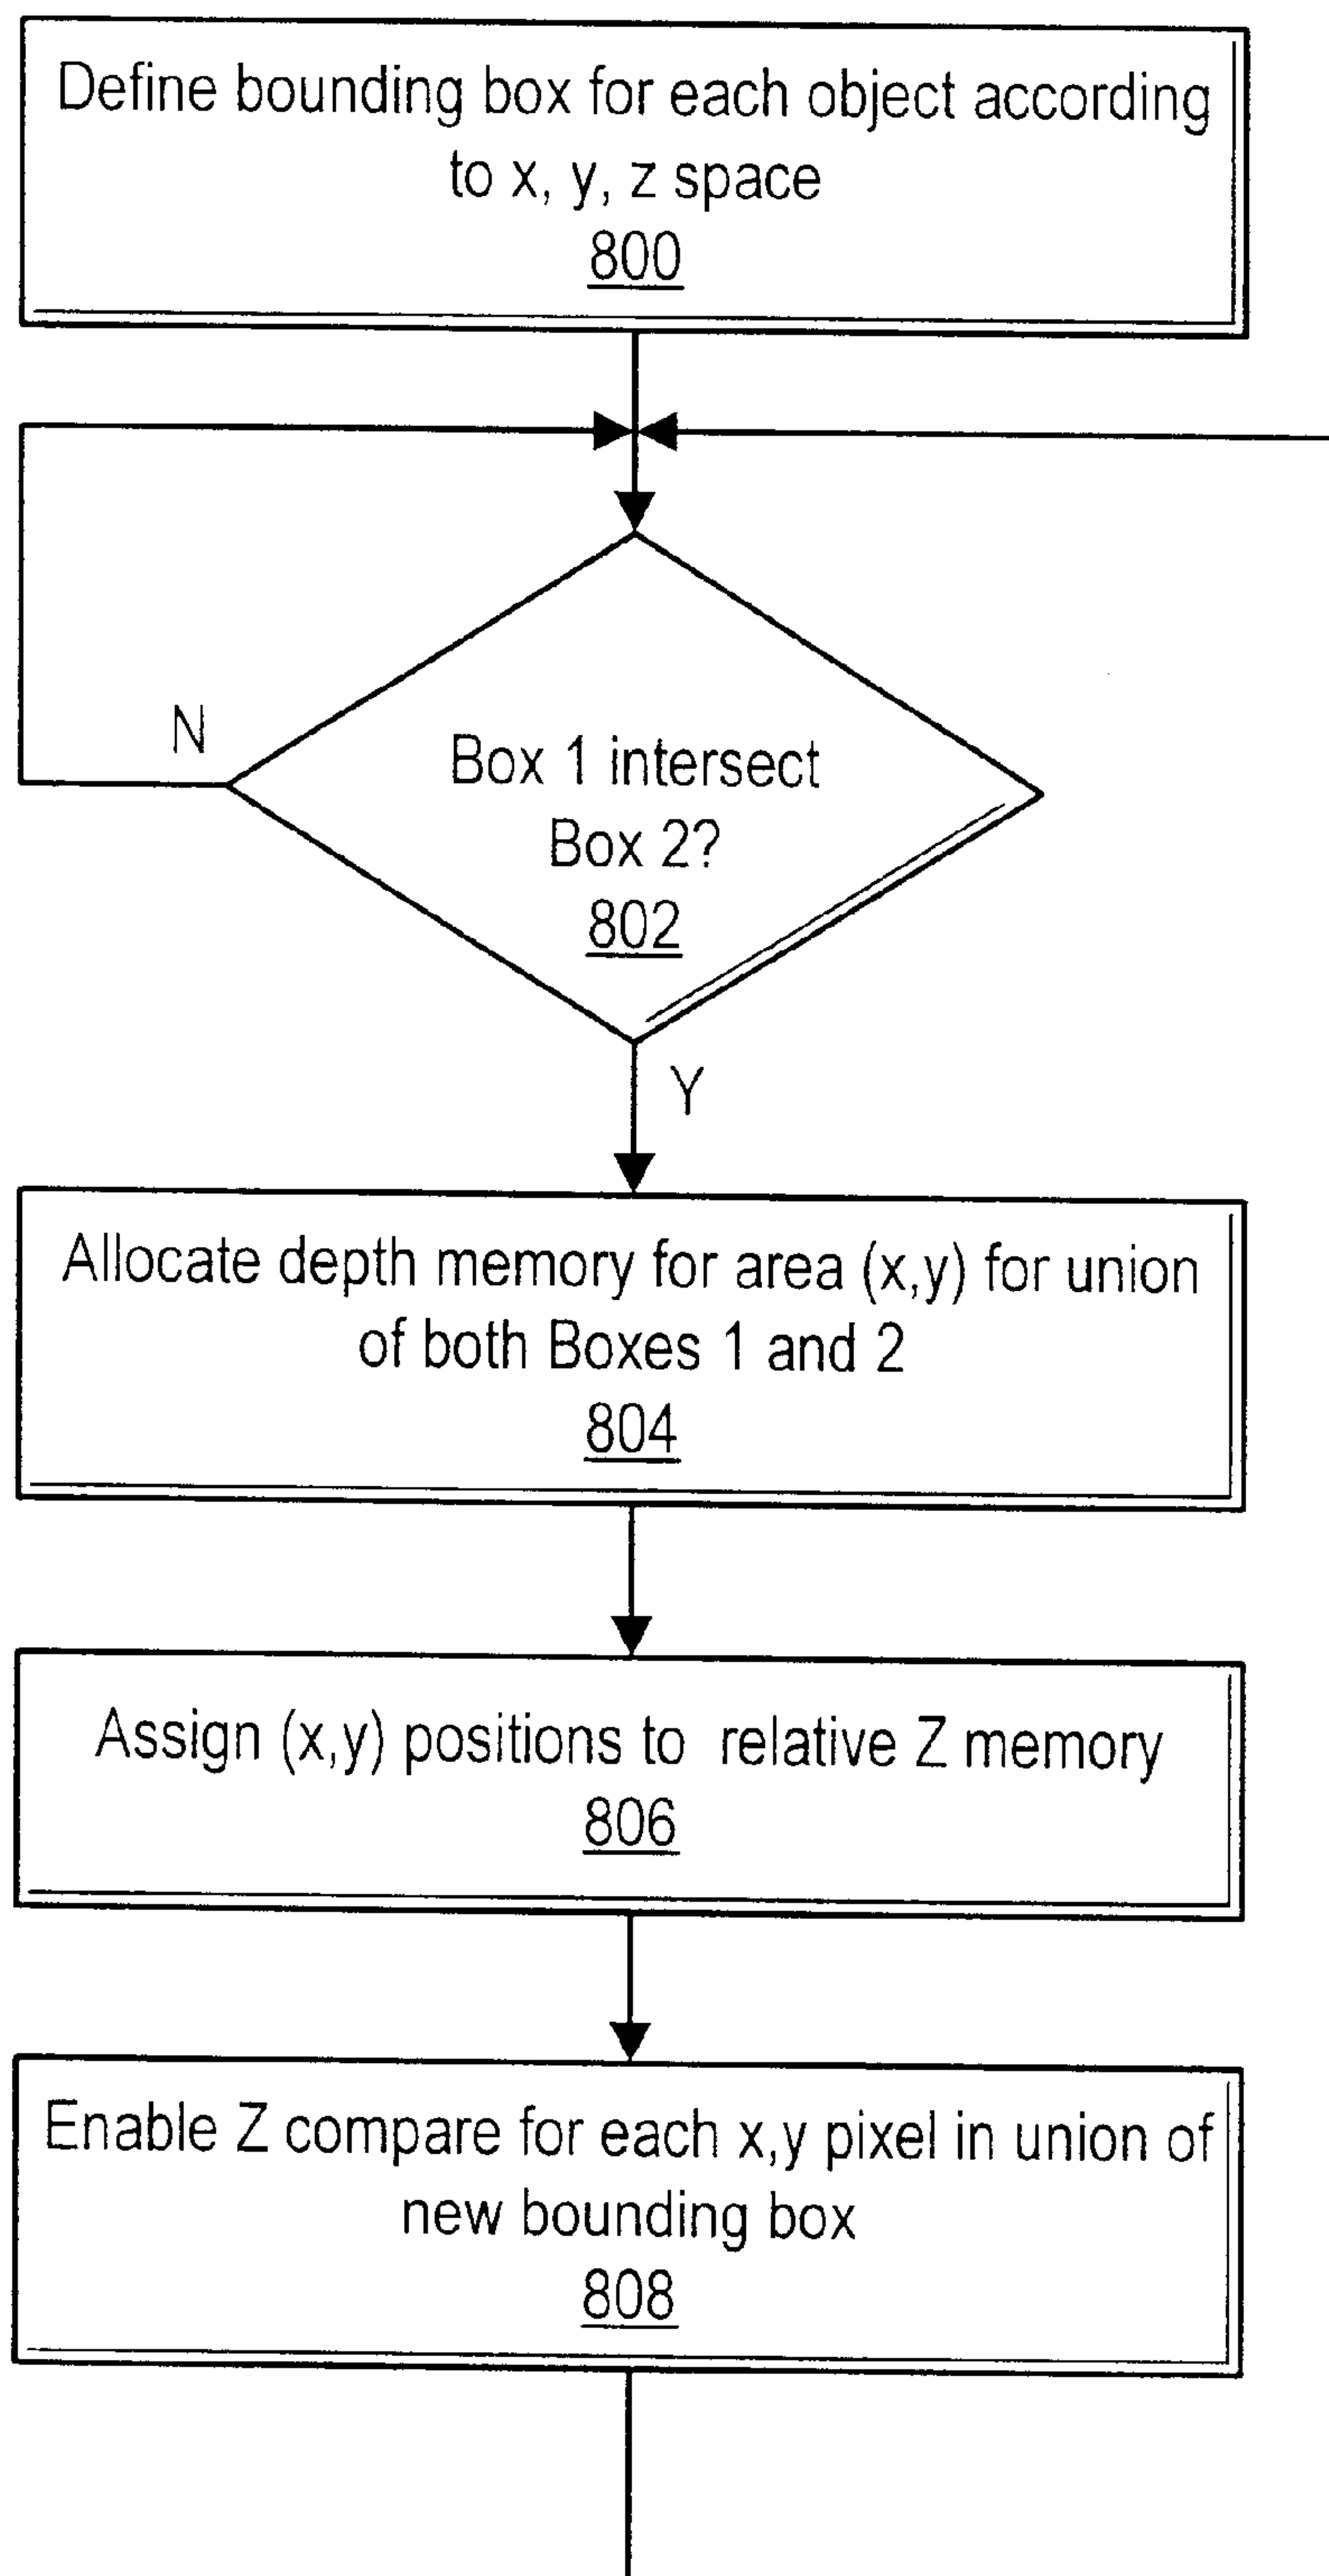 Define bounding box for each object according
to x, y, z space
800
N
Box 1 intersect
Box 2?
802
Y
Allocate depth memory for area (x,y) for union
of both Boxes 1 and 2
804
Assign (x,y) positions to relative Z memory
806
Enable Z compare for each x,y pixel in union of
new bounding box
808